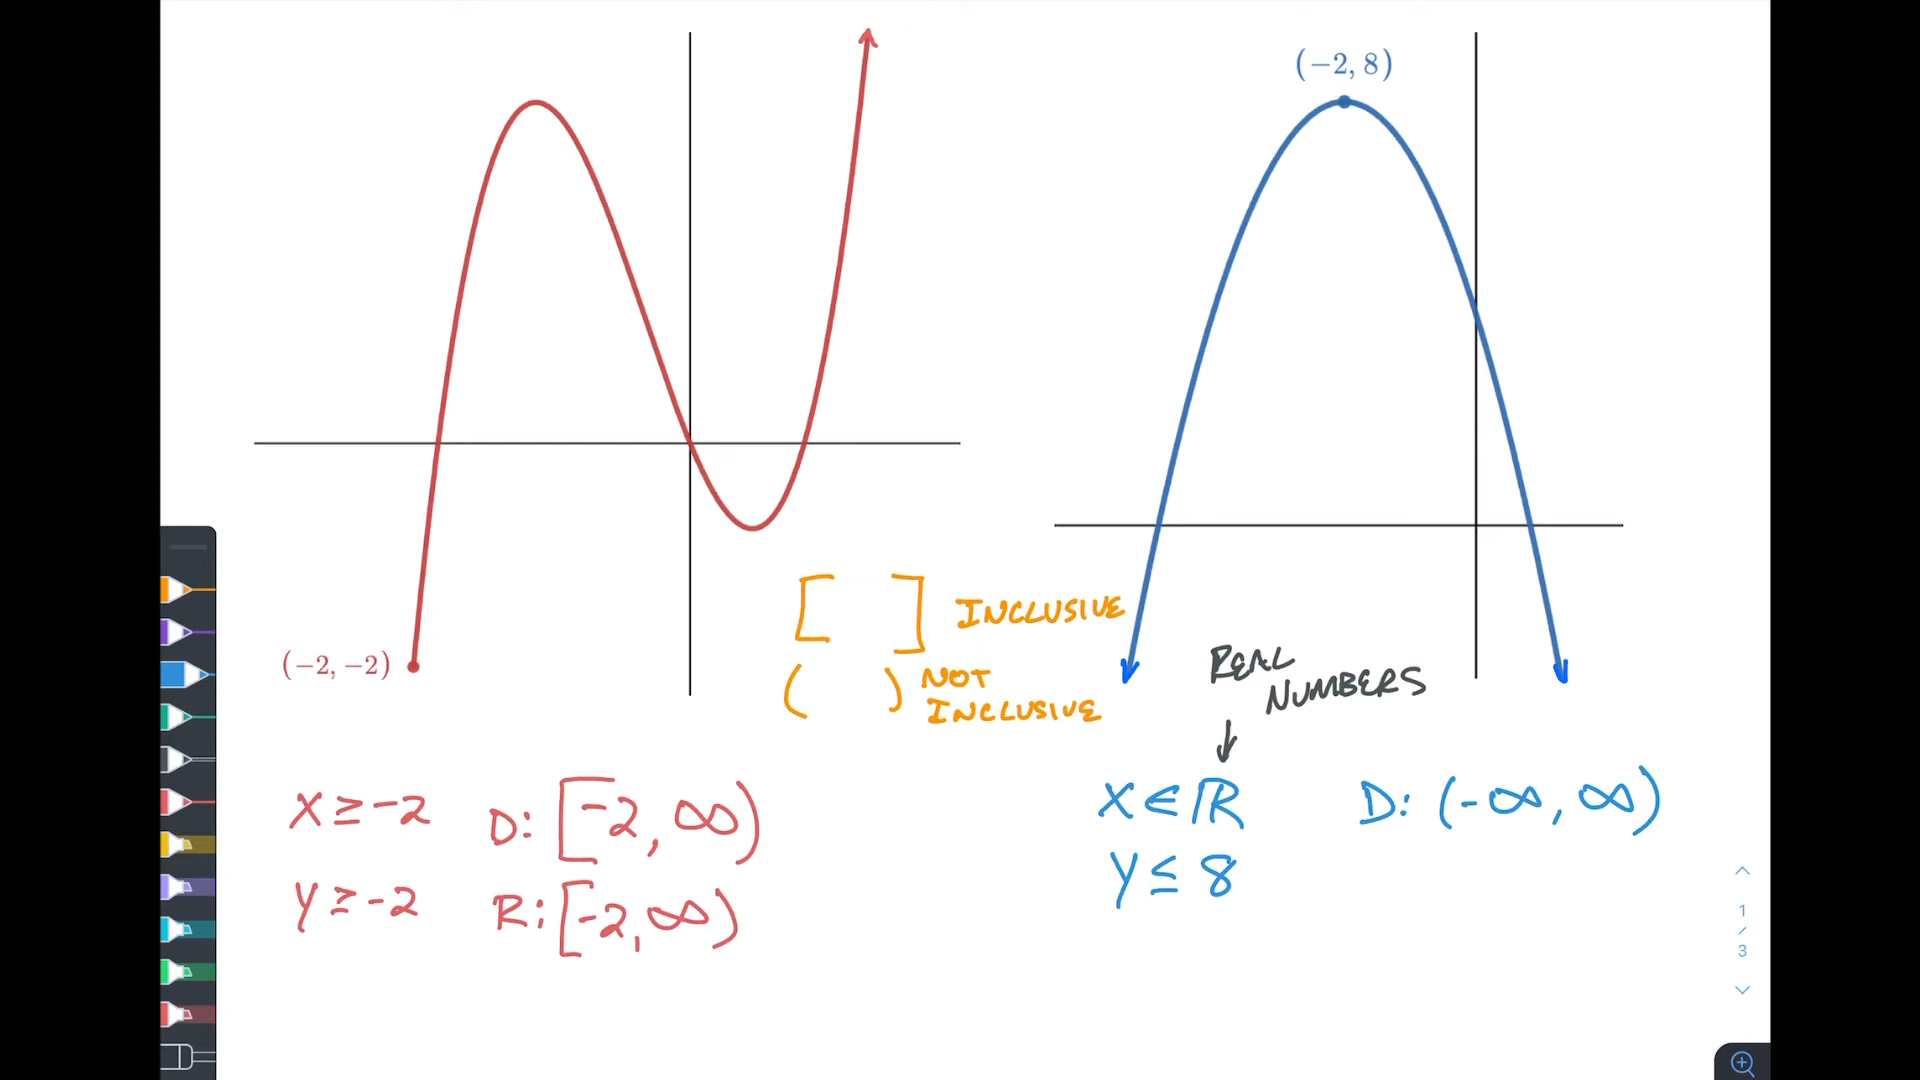 (−2, 8)
(−2, −2)
[ ] INCLUSIVE
( ) NOT
INCLUSIVE
REAL
NUMBERS
↓
X ≥ -2 D: [-2, ∞)
Y ≥ -2 R: [-2, ∞)
X ∈ ℝ D: (-∞, ∞)
Y ≤ 8
1
/
3